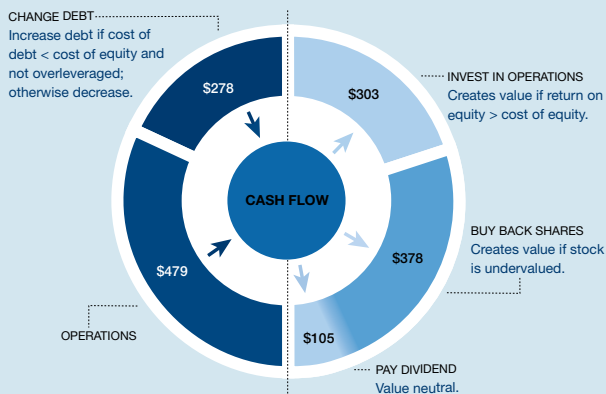 CHANGE DEBT
Increase debt if cost of
debt < cost of equity and
not overleveraged;
otherwise decrease.
$278
$303
INVEST IN OPERATIONS
Creates value if return on
equity > cost of equity.
CASH FLOW
BUY BACK SHARES
Creates value if stock
is undervalued.
$378
$479
OPERATIONS
$105
PAY DIVIDEND
Value neutral.